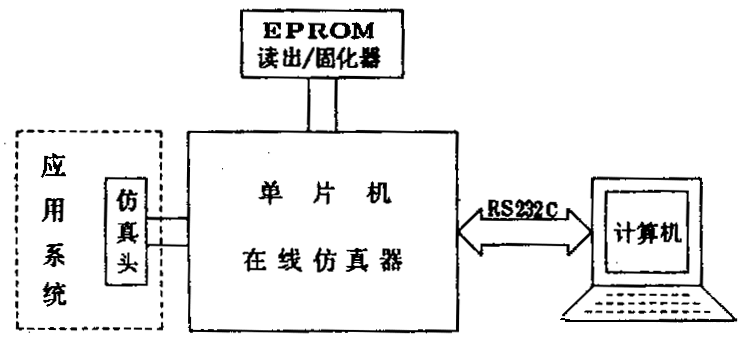 EPROM
读出/固化器
应用系统
仿真头
单片机
在线仿真器
RS232C
计算机